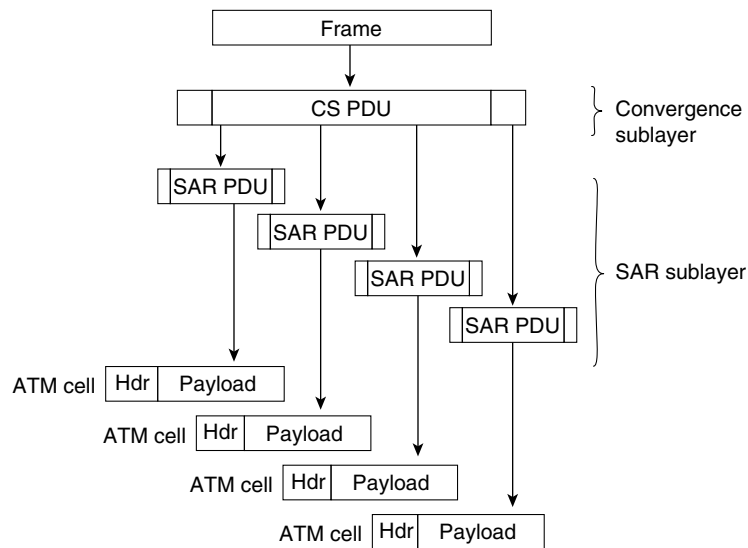 Frame
CS PDU
Convergence
sublayer
SAR PDU
SAR PDU
SAR PDU
SAR PDU
SAR sublayer
ATM cell Hdr Payload
ATM cell Hdr Payload
ATM cell Hdr Payload
ATM cell Hdr Payload